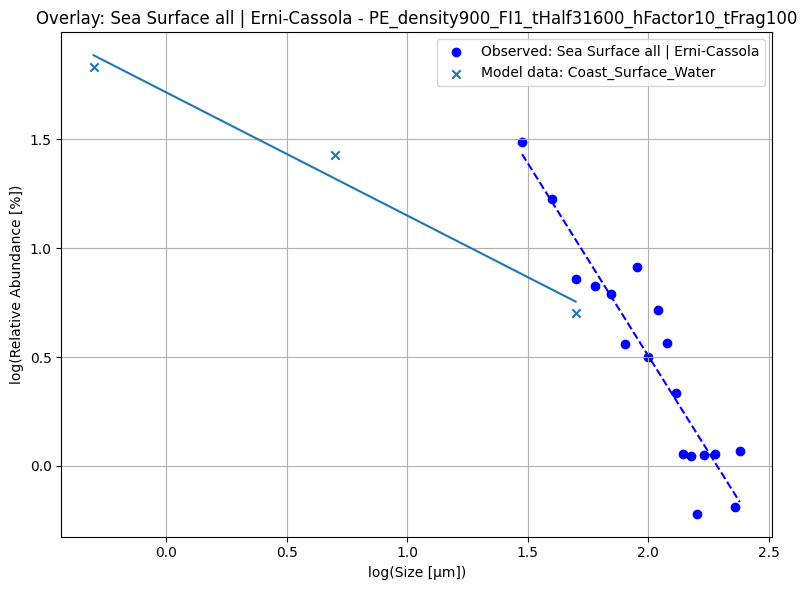 Overlay: Sea Surface all | Erni-Cassola - PE_density900_FI1_tHalf31600_hFactor10_tFrag100
Observed: Sea Surface all | Erni-Cassola
Model data: Coast_Surface_Water
log(Relative Abundance [%])
1.5
1.0
0.5
0.0
0.0 0.5 1.0 1.5 2.0 2.5
log(Size [µm])